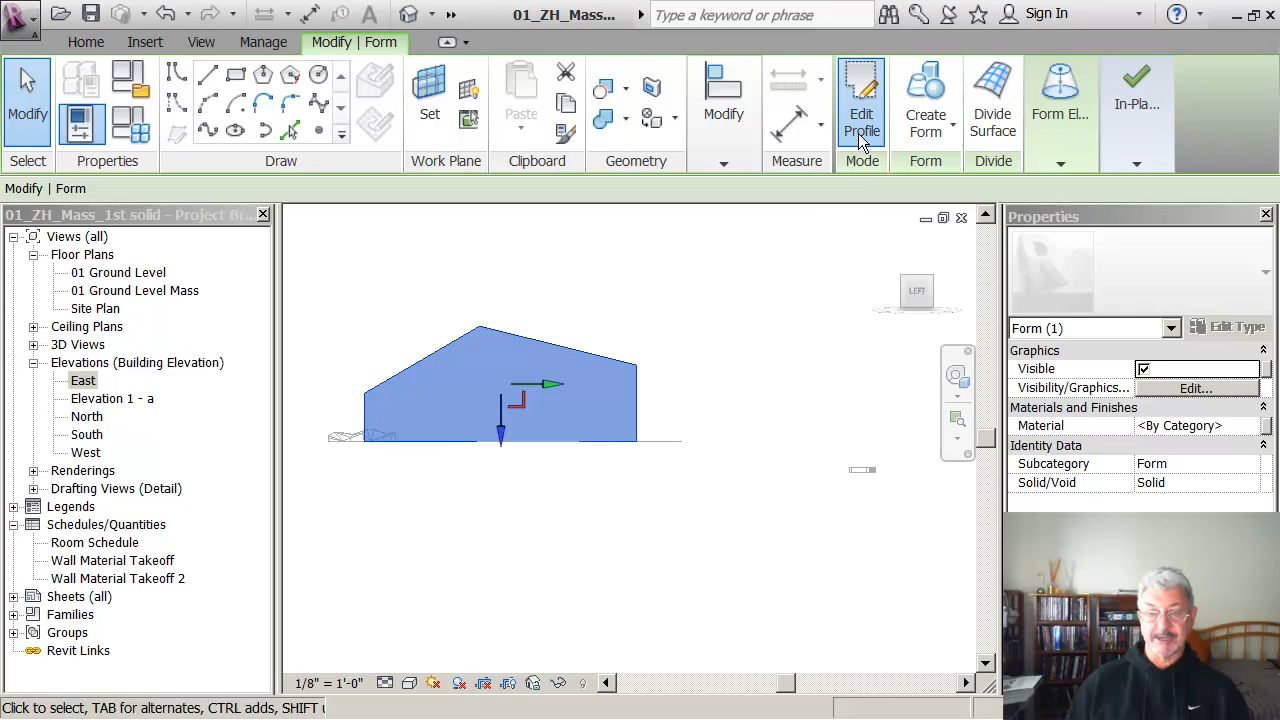 01_ZH_Mass...
Type a keyword or phrase
Sign In
Home
Insert
View
Manage
Modify | Form
Modify
Set
Paste
Modify
Edit
Profile
Create
Form
Divide
Surface
Form El...
In-Pla...
Select
Properties
Draw
Work Plane
Clipboard
Geometry
Measure
Mode
Form
Divide
Modify | Form
01_ZH_Mass_1st solid - Project Br...
Views (all)
Floor Plans
01 Ground Level
01 Ground Level Mass
Site Plan
Ceiling Plans
3D Views
Elevations (Building Elevation)
East
Elevation 1 - a
North
South
West
Renderings
Drafting Views (Detail)
Legends
Schedules/Quantities
Room Schedule
Wall Material Takeoff
Wall Material Takeoff 2
Sheets (all)
Families
Groups
Revit Links
LEFT
Properties
Form (1)
Edit Type
Graphics
Visible
Visibility/Graphics...
Edit...
Materials and Finishes
Material
<By Category>
Identity Data
Subcategory
Form
Solid/Void
Solid
1/8" = 1'-0"
Click to select, TAB for alternates, CTRL adds, SHIFT